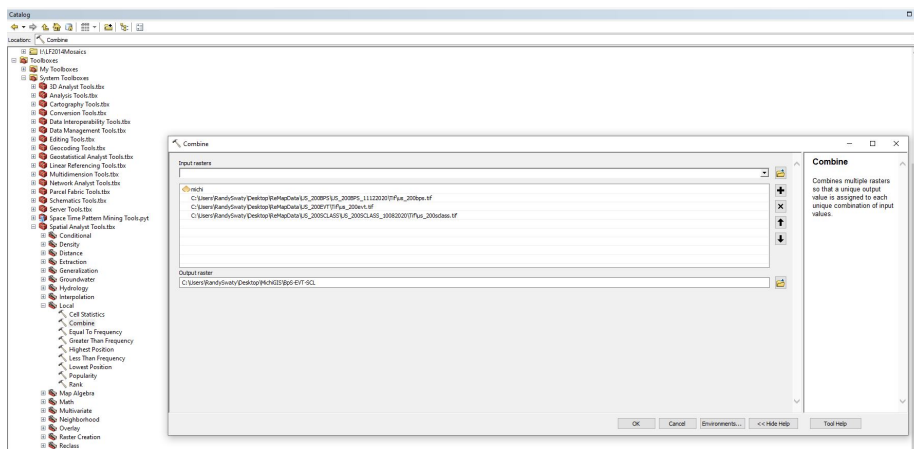 Catalog
Location: Combine
I:\LF2014Mosaics
Toolboxes
My Toolboxes
System Toolboxes
3D Analyst Tools.tbx
Analysis Tools.tbx
Cartography Tools.tbx
Conversion Tools.tbx
Data Interoperability Tools.tbx
Data Management Tools.tbx
Editing Tools.tbx
Geocoding Tools.tbx
Geostatistical Analyst Tools.tbx
Linear Referencing Tools.tbx
Multidimension Tools.tbx
Network Analyst Tools.tbx
Parcel Fabric Tools.tbx
Schematics Tools.tbx
Server Tools.tbx
Space Time Pattern Mining Tools.pyt
Spatial Analyst Tools.tbx
Conditional
Density
Distance
Extraction
Generalization
Groundwater
Hydrology
Interpolation
Local
Cell Statistics
Combine
Equal To Frequency
Greater Than Frequency
Highest Position
Less Than Frequency
Lowest Position
Popularity
Rank
Map Algebra
Math
Multivariate
Neighborhood
Overlay
Raster Creation
Reclass
Combine
Input rasters
michi
C:\Users\RandySwaty\Desktop\ReMapData\US_200BPS\US_200BPS_11122020\Tif\us_200bps.tif
C:\Users\RandySwaty\Desktop\ReMapData\US_200EVT\Tif\us_200evt.tif
C:\Users\RandySwaty\Desktop\ReMapData\US_200SCLASS\US_200SCLASS_10082020\Tif\us_200sclass.tif
Output raster
C:\Users\RandySwaty\Desktop\MichiGIS\BpS-EVT-SCL
OK Cancel Environments... << Hide Help Tool Help
Combine
Combines multiple rasters
so that a unique output
value is assigned to each
unique combination of input
values.